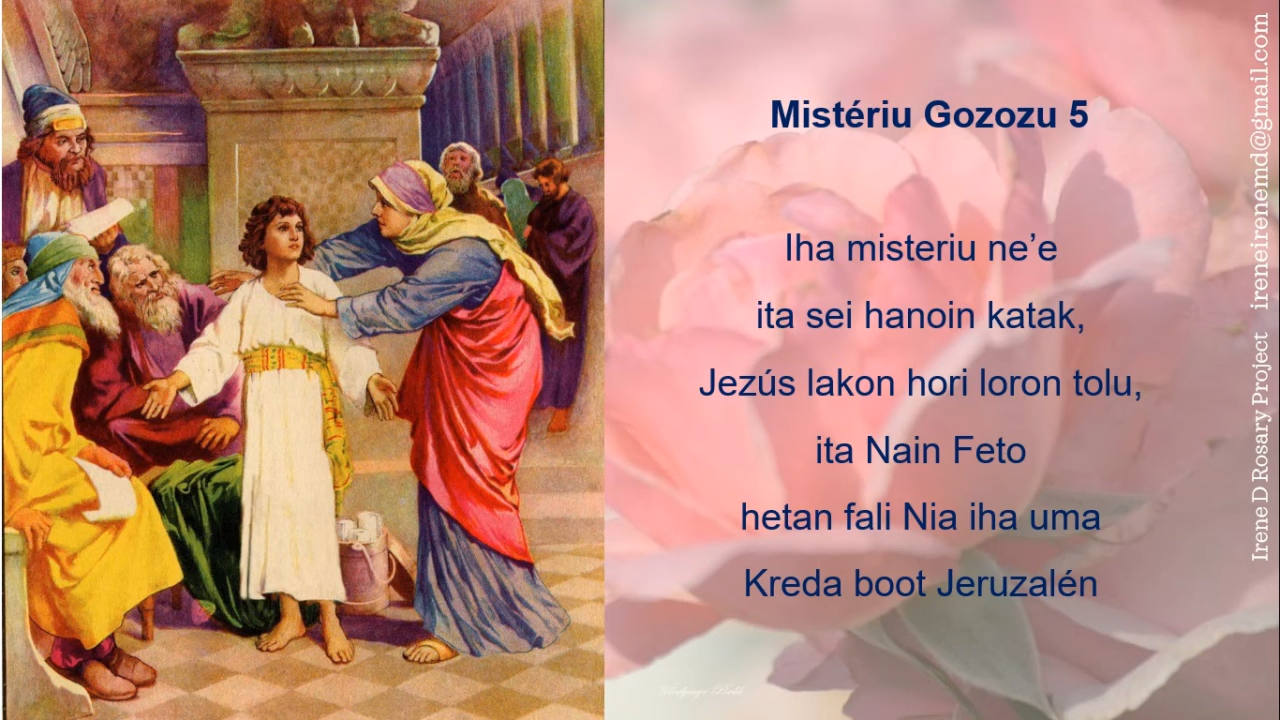 Mistériu Gozozu 5
Iha misteriu ne’e
ita sei hanoin katak,
Jezús lakon hori loron tolu,
ita Nain Feto
hetan fali Nia iha uma
Kreda boot Jeruzalén
Irene D Rosary Project ireneirenemd@gmail.com